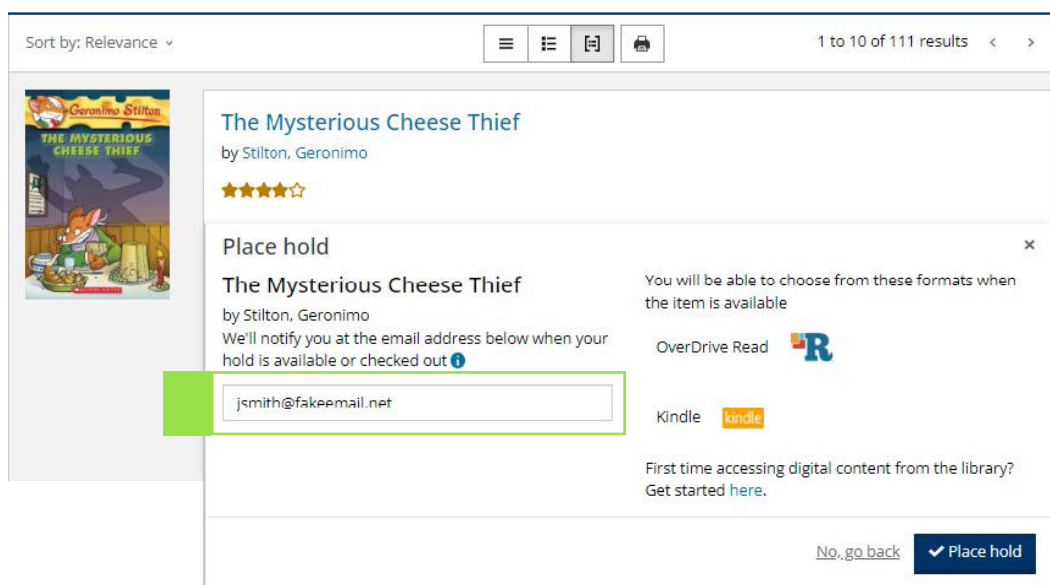 Sort by: Relevance
1 to 10 of 111 results
Geronimo Stilton
THE MYSTERIOUS
CHEESE THIEF
SCHOLASTIC
The Mysterious Cheese Thief
by Stilton, Geronimo
Place hold
The Mysterious Cheese Thief
by Stilton, Geronimo
We'll notify you at the email address below when your
hold is available or checked out
jsmith@fakeemail.net
You will be able to choose from these formats when
the item is available
OverDrive Read R
Kindle kindle
First time accessing digital content from the library?
Get started here.
No, go back
Place hold